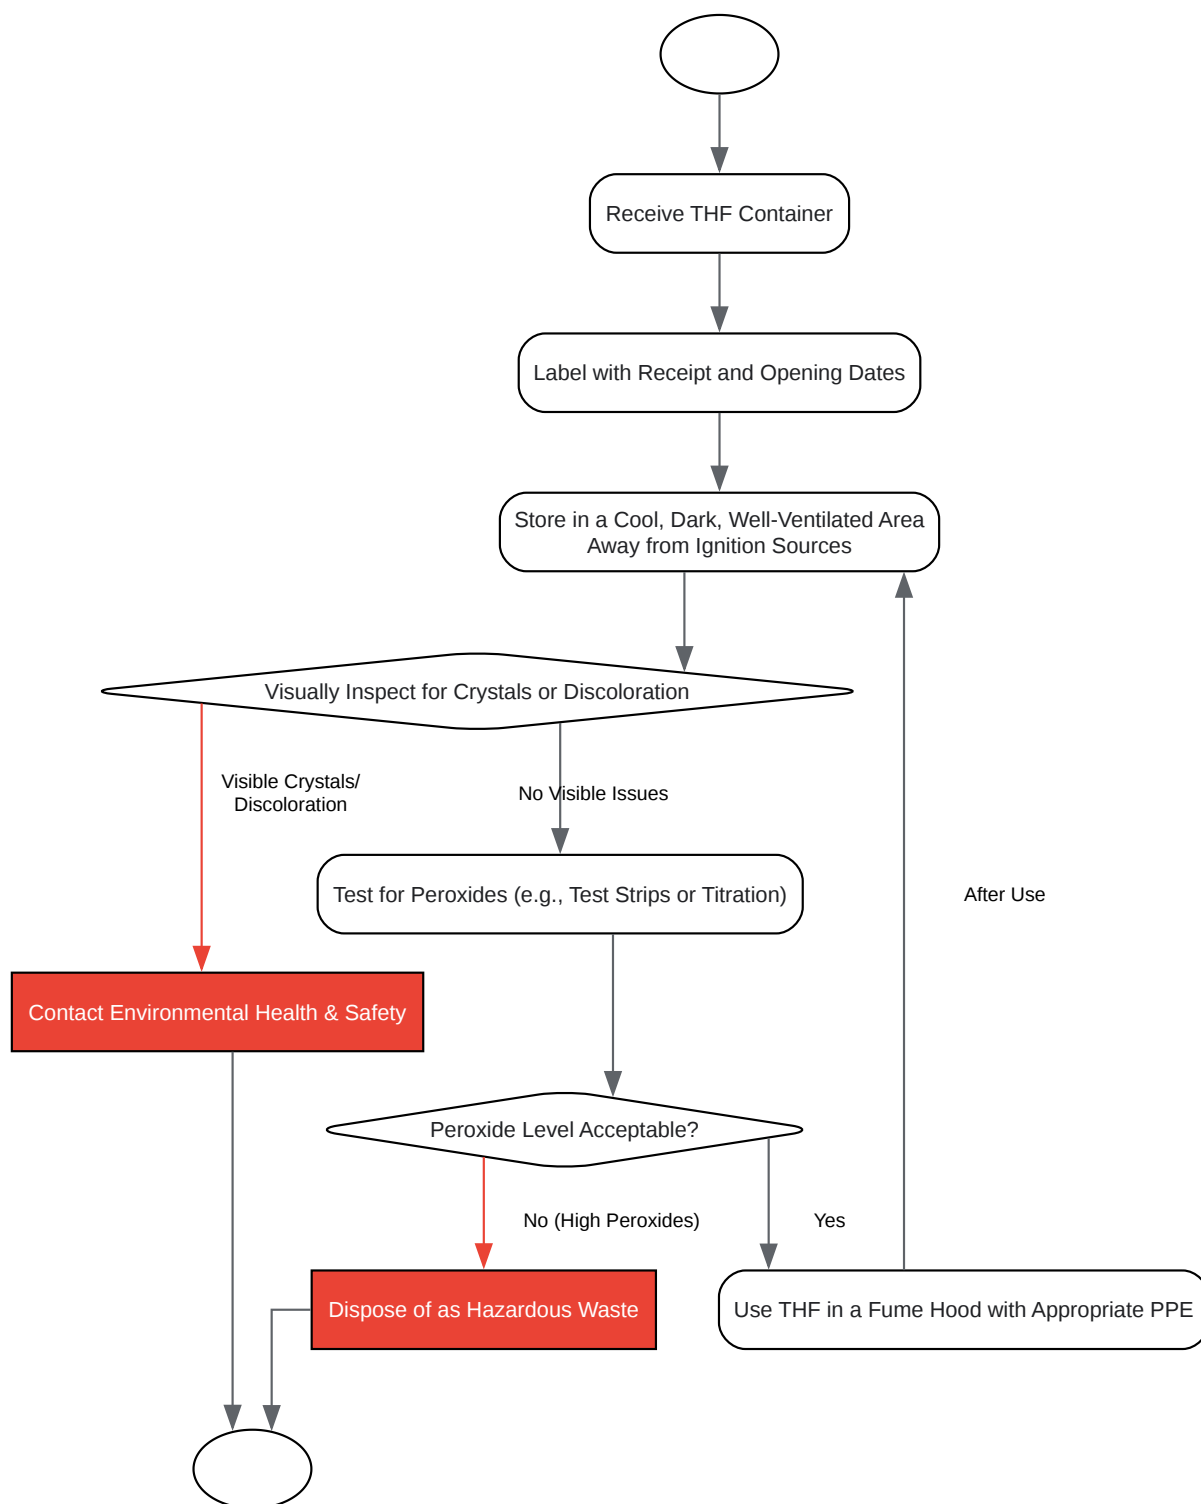 Receive THF Container
Label with Receipt and Opening Dates
Store in a Cool, Dark, Well-Ventilated Area
Away from Ignition Sources
Visually Inspect for Crystals or Discoloration
Visible Crystals/
Discoloration
No Visible Issues
Test for Peroxides (e.g., Test Strips or Titration)
After Use
Contact Environmental Health & Safety
Peroxide Level Acceptable?
No (High Peroxides)
Yes
Dispose of as Hazardous Waste
Use THF in a Fume Hood with Appropriate PPE